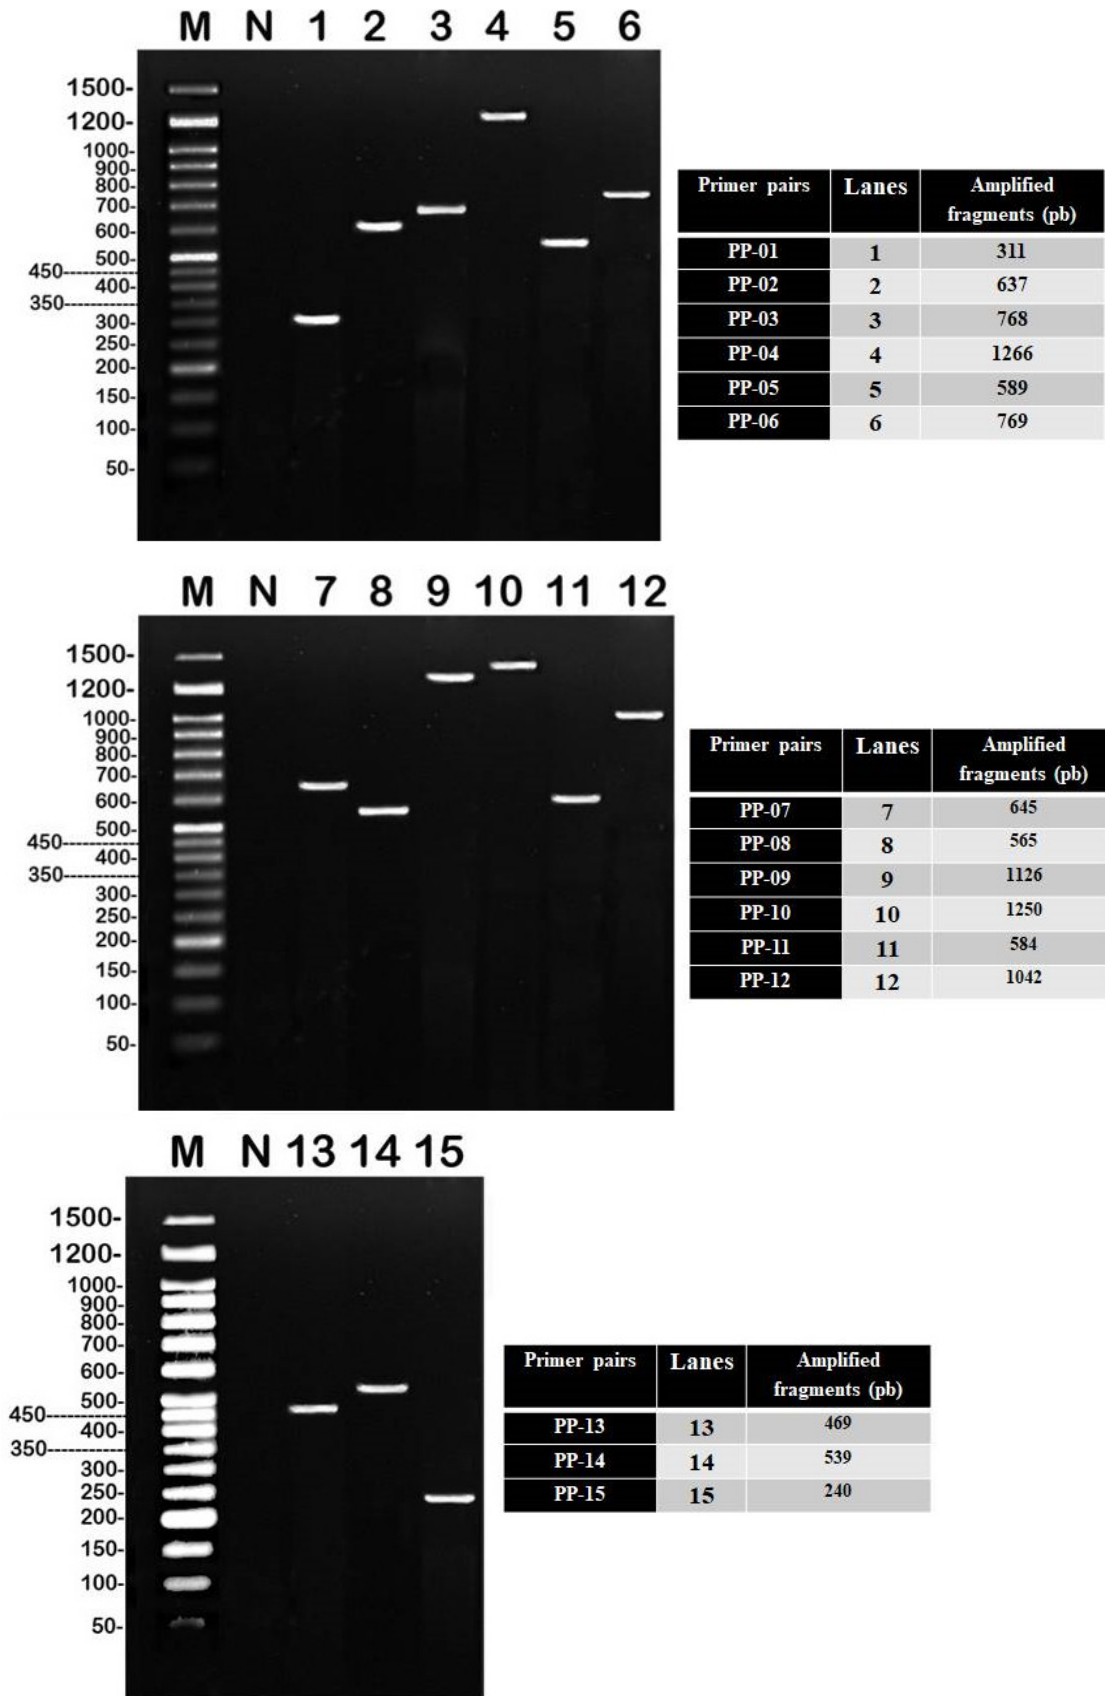 M N 1 2 3 4 5 6
1500-
1200-
1000-
900-
800-
700-
600-
500-
450
400-
350
300-
250-
200-
150-
100-
50-
Primer pairs Lanes Amplified
fragments (pb)
PP-01 1 311
PP-02 2 637
PP-03 3 768
PP-04 4 1266
PP-05 5 589
PP-06 6 769
M N 7 8 9 10 11 12
1500-
1200-
1000-
900-
800-
700-
600-
500-
450
400-
350
300-
250-
200-
150-
100-
50-
Primer pairs Lanes Amplified
fragments (pb)
PP-07 7 645
PP-08 8 565
PP-09 9 1126
PP-10 10 1250
PP-11 11 584
PP-12 12 1042
M N 13 14 15
1500-
1200-
1000-
900-
800-
700-
600-
500-
450
400-
350
300-
250-
200-
150-
100-
50-
Primer pairs Lanes Amplified
fragments (pb)
PP-13 13 469
PP-14 14 539
PP-15 15 240